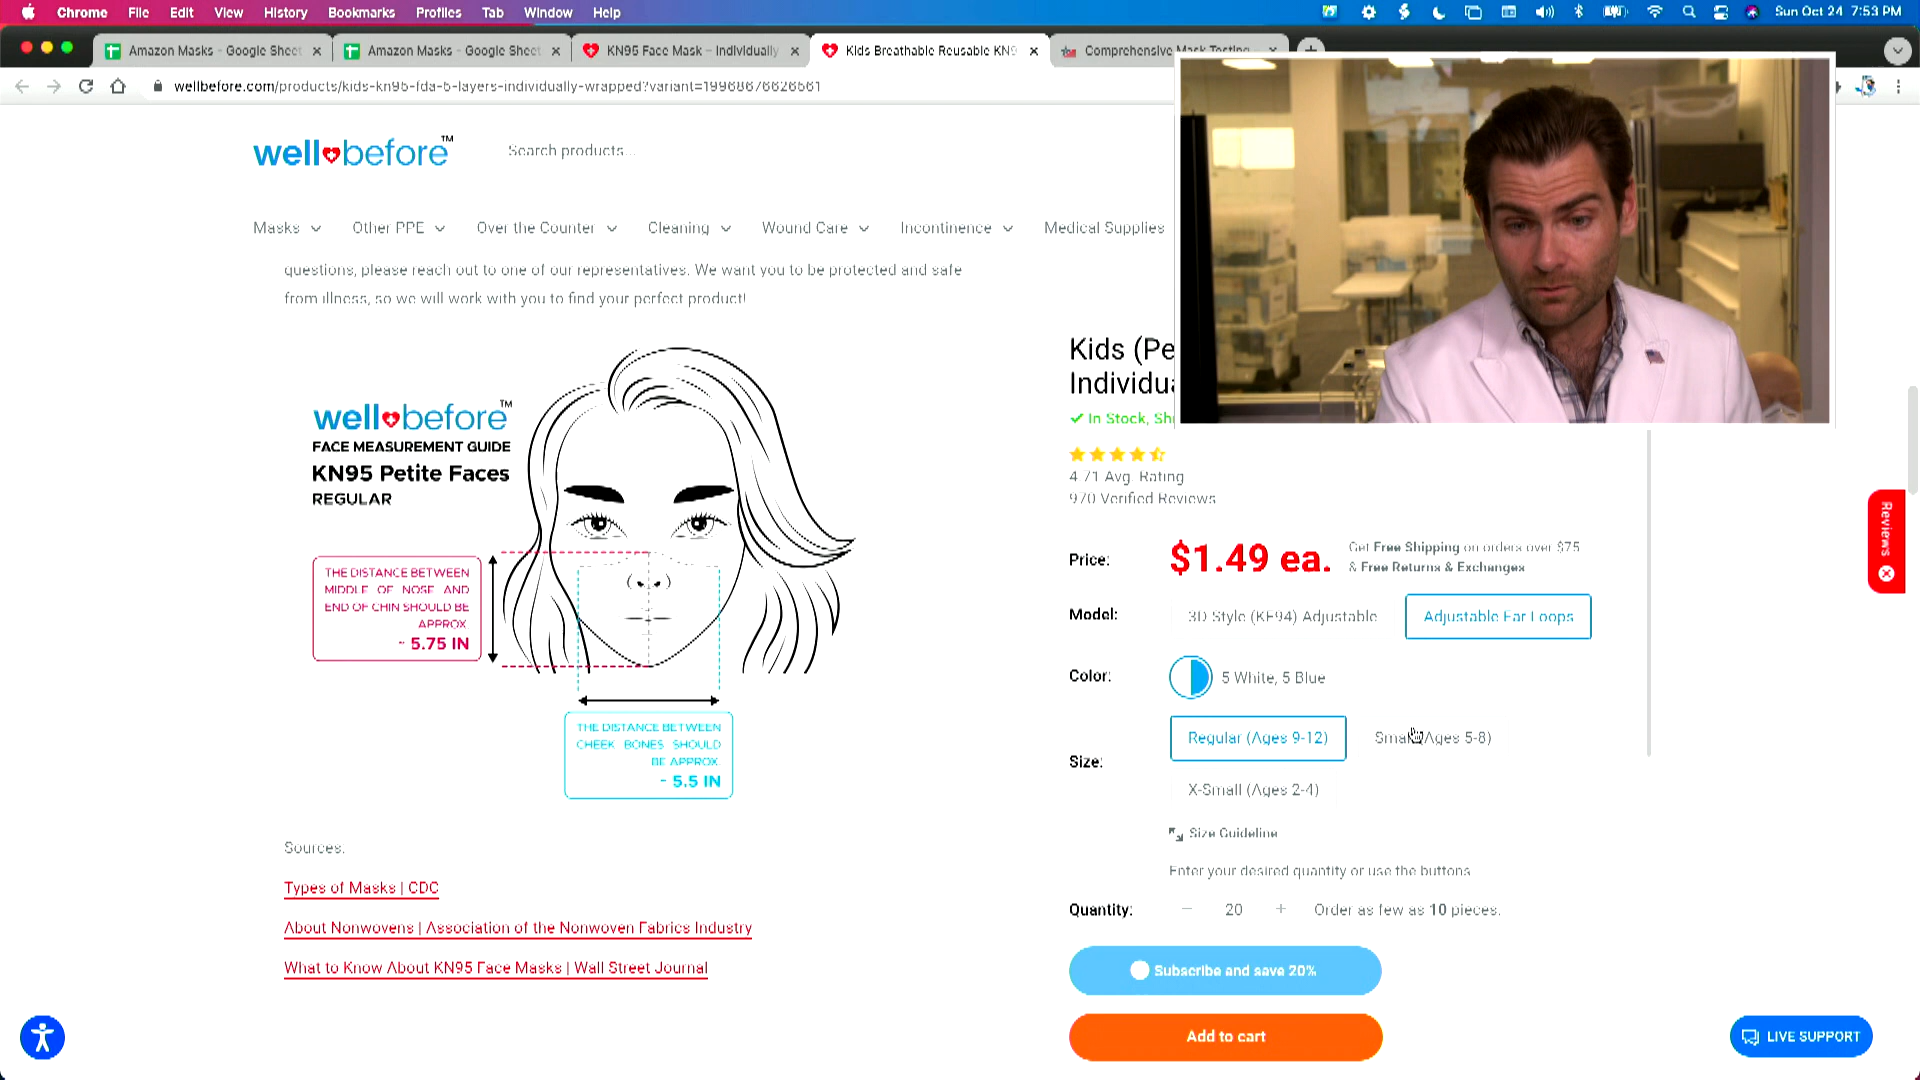 Chrome File Edit View History Bookmarks Profiles Tab Window Help
Sun Oct 24 7:53 PM
Amazon Masks - Google Sheet
Amazon Masks - Google Sheet
KN95 Face Mask – Individually
Kids Breathable Reusable KN9
Comprehensive Mask Testing
wellbefore.com/products/kids-kn95-fda-5-layers-individually-wrapped?variant=19968676626561
well before™
Search products...
Masks
Other PPE
Over the Counter
Cleaning
Wound Care
Incontinence
Medical Supplies
questions, please reach out to one of our representatives. We want you to be protected and safe
from illness, so we will work with you to find your perfect product!
well before™
FACE MEASUREMENT GUIDE
KN95 Petite Faces
REGULAR
THE DISTANCE BETWEEN
MIDDLE OF NOSE AND
END OF CHIN SHOULD BE
APPROX.
~ 5.75 IN
THE DISTANCE BETWEEN
CHEEK BONES SHOULD
BE APPROX.
~ 5.5 IN
Sources:
Types of Masks | CDC
About Nonwovens | Association of the Nonwoven Fabrics Industry
What to Know About KN95 Face Masks | Wall Street Journal
Kids (Pe
Individua
In Stock, Sh
4.71 Avg. Rating
970 Verified Reviews
Price:
$1.49 ea.
Get Free Shipping on orders over $75
& Free Returns & Exchanges
Model:
3D Style (KF94) Adjustable
Adjustable Ear Loops
Color:
5 White, 5 Blue
Size:
Regular (Ages 9-12)
Small (Ages 5-8)
X-Small (Ages 2-4)
Size Guideline
Enter your desired quantity or use the buttons
Quantity:
− 20 +
Order as few as 10 pieces.
Subscribe and save 20%
Add to cart
Reviews
LIVE SUPPORT